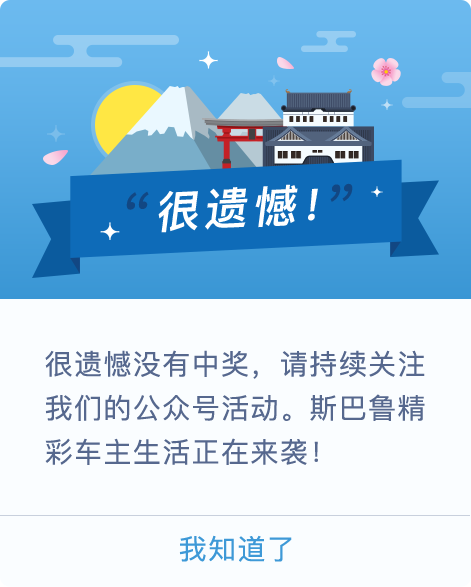 “很遗憾！”
很遗憾没有中奖，请持续关注
我们的公众号活动。斯巴鲁精
彩车主生活正在来袭！
我知道了